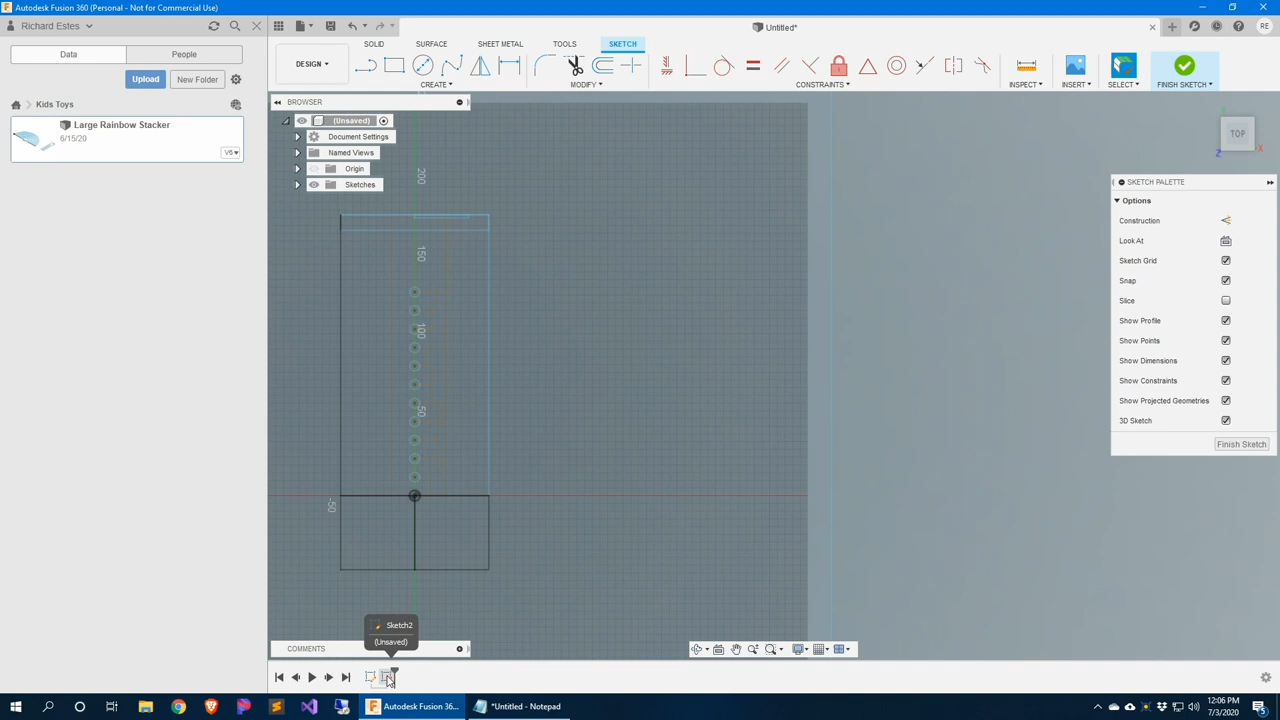 Autodesk Fusion 360 (Personal - Not for Commercial Use)
Richard Estes
Untitled*
RE
Data
People
Upload
New Folder
Kids Toys
Large Rainbow Stacker
6/15/20
V6
DESIGN
SOLID
SURFACE
SHEET METAL
TOOLS
SKETCH
CREATE
MODIFY
CONSTRAINTS
INSPECT
INSERT
SELECT
FINISH SKETCH
BROWSER
(Unsaved)
Document Settings
Named Views
Origin
Sketches
200
150
100
50
-50
TOP
Z
X
SKETCH PALETTE
Options
Construction
Look At
Sketch Grid
Snap
Slice
Show Profile
Show Points
Show Dimensions
Show Constraints
Show Projected Geometries
3D Sketch
Finish Sketch
Sketch2
(Unsaved)
COMMENTS
Autodesk Fusion 36...
*Untitled - Notepad
12:06 PM
7/3/2020
5